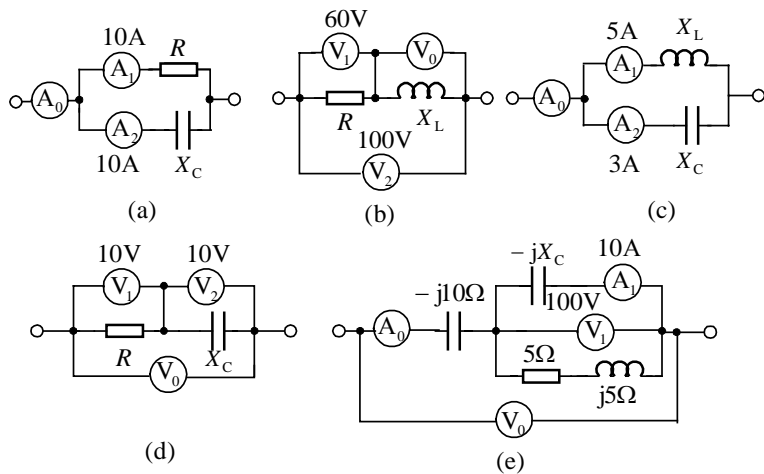 10A
R
A0
A1
A2
10A
XC
(a)
60V
V1
V0
R
XL
100V
V2
(b)
5A
XL
A0
A1
A2
3A
XC
(c)
10V
10V
V1
V2
R
XC
V0
(d)
10A
– jXC
A1
– j10Ω
100V
A0
V1
5Ω
j5Ω
V0
(e)